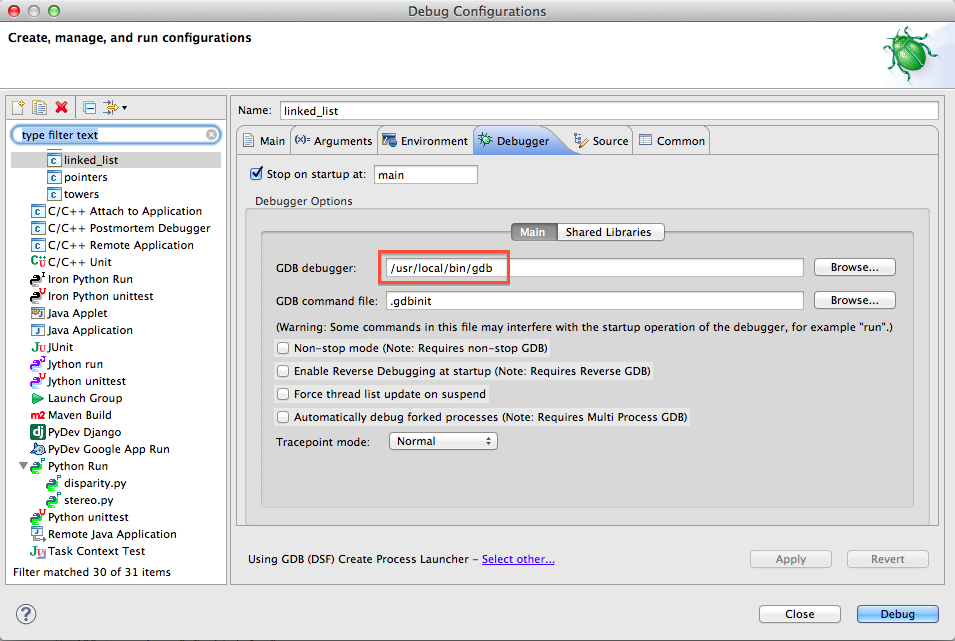 Debug Configurations
Create, manage, and run configurations
type filter text
linked_list
pointers
towers
C/C++ Attach to Application
C/C++ Postmortem Debugger
C/C++ Remote Application
C/C++ Unit
Iron Python Run
Iron Python unittest
Java Applet
Java Application
JUnit
Jython run
Jython unittest
Launch Group
Maven Build
PyDev Django
PyDev Google App Run
Python Run
disparity.py
stereo.py
Python unittest
Remote Java Application
Task Context Test
Filter matched 30 of 31 items
Name: linked_list
Main Arguments Environment Debugger Source Common
Stop on startup at: main
Debugger Options
Main Shared Libraries
GDB debugger: /usr/local/bin/gdb Browse...
GDB command file: .gdbinit Browse...
(Warning: Some commands in this file may interfere with the startup operation of the debugger, for example "run".)
Non-stop mode (Note: Requires non-stop GDB)
Enable Reverse Debugging at startup (Note: Requires Reverse GDB)
Force thread list update on suspend
Automatically debug forked processes (Note: Requires Multi Process GDB)
Tracepoint mode: Normal
Using GDB (DSF) Create Process Launcher – Select other... Apply Revert
? Close Debug